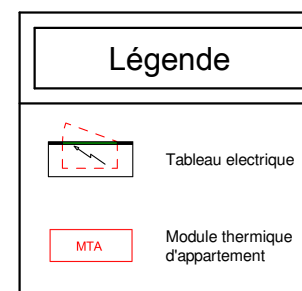 Légende
Tableau electrique
MTA
Module thermique
d'appartement